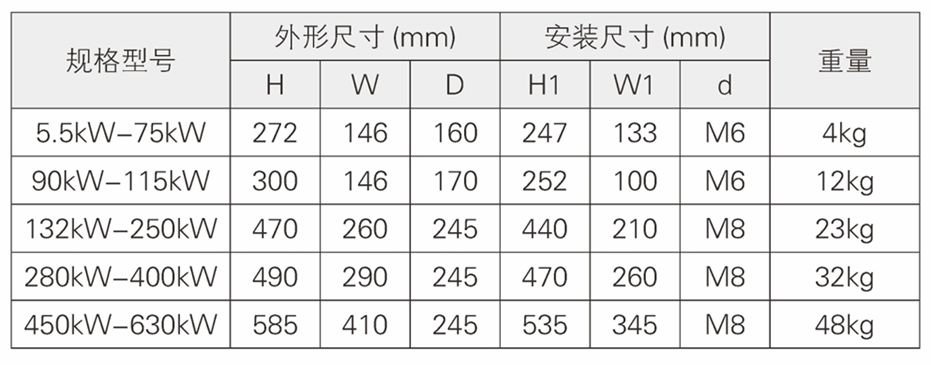 规格型号 外形尺寸 (mm) 安装尺寸 (mm) 重量
H W D H1 W1 d
5.5kW-75kW 272 146 160 247 133 M6 4kg
90kW-115kW 300 146 170 252 100 M6 12kg
132kW-250kW 470 260 245 440 210 M8 23kg
280kW-400kW 490 290 245 470 260 M8 32kg
450kW-630kW 585 410 245 535 345 M8 48kg